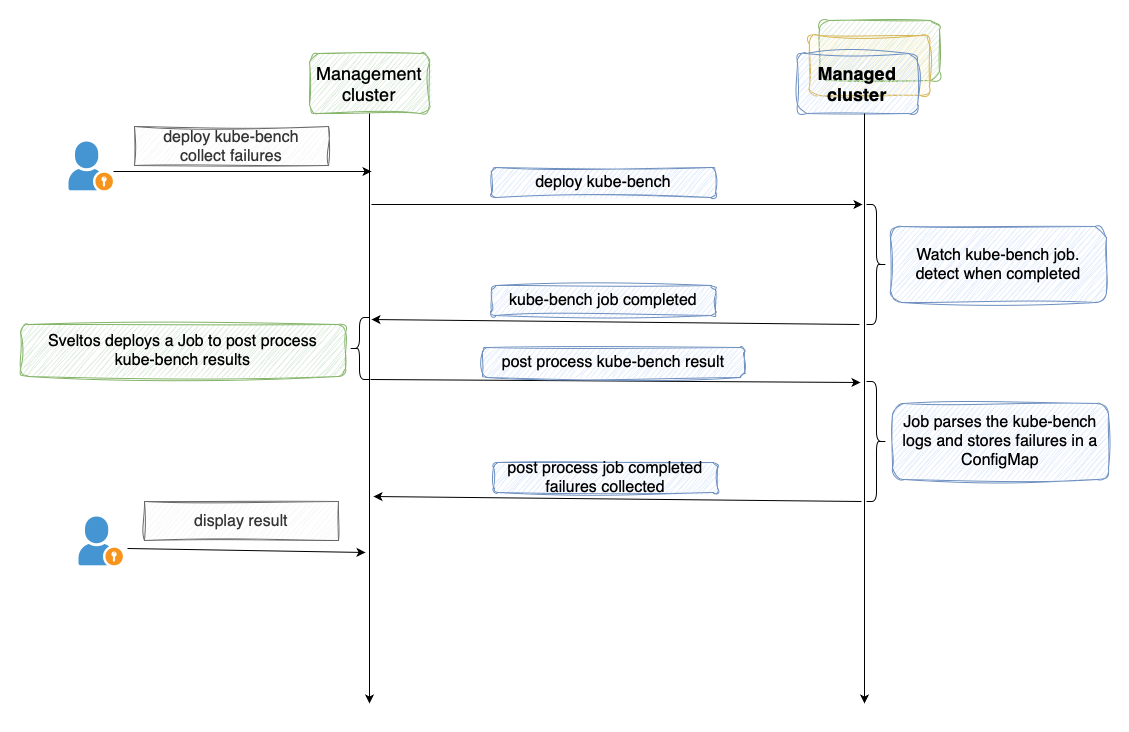 Management
cluster
Managed
cluster
deploy kube-bench
collect failures
deploy kube-bench
Watch kube-bench job.
detect when completed
kube-bench job completed
Sveltos deploys a Job to post process
kube-bench results
post process kube-bench result
Job parses the kube-bench
logs and stores failures in a
ConfigMap
post process job completed
failures collected
display result